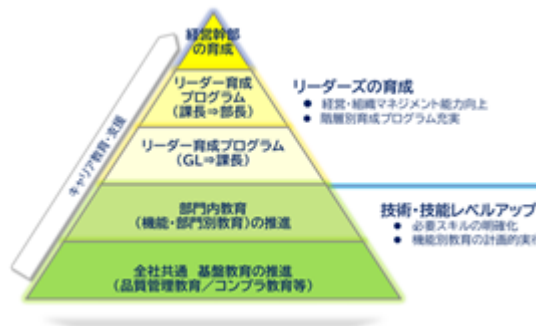 経営幹部
の育成
リーダー育成
プログラム
(課長⇒部長)
リーダー育成プログラム
(GL⇒課長)
部門内教育
(機能・部門別教育)の推進
全社共通 基盤教育の推進
(品質管理教育/コンプラ教育等)
キャリア教育・支援
リーダーズの育成
● 経営・組織マネジメント能力向上
● 階層別育成プログラム充実
技術・技能レベルアップ
● 必要スキルの明確化
● 機能別教育の計画的実